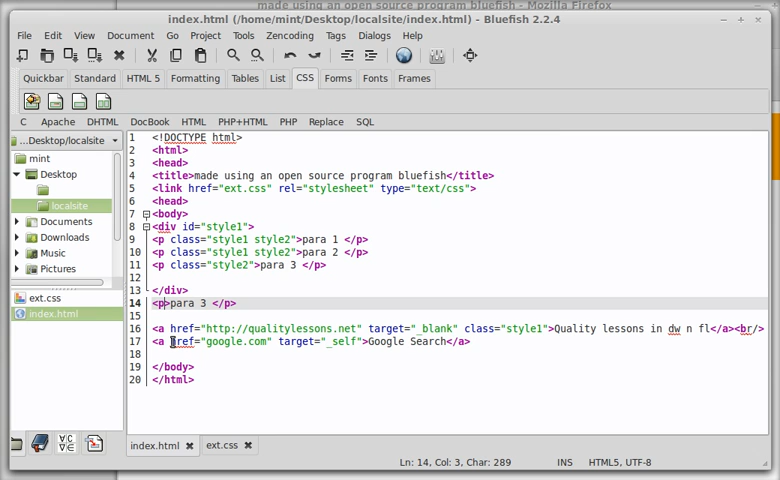 made using an open source program bluefish - Mozilla Firefox
index.html (/home/mint/Desktop/localsite/index.html) - Bluefish 2.2.4
File Edit View Document Go Project Tools Zencoding Tags Dialogs Help
Quickbar Standard HTML 5 Formatting Tables List CSS Forms Fonts Frames
C Apache DHTML DocBook HTML PHP+HTML PHP Replace SQL
...Desktop/localsite
mint
Desktop
localsite
Documents
Downloads
Music
Pictures
ext.css
index.html
1 <!DOCTYPE html>
2 <html>
3 <head>
4 <title>made using an open source program bluefish</title>
5 <link href="ext.css" rel="stylesheet" type="text/css">
6 <head>
7 <body>
8 <div id="style1">
9 <p class="style1 style2">para 1 </p>
10 <p class="style1 style2">para 2 </p>
11 <p class="style2">para 3 </p>
12
13 </div>
14 <p>para 3 </p>
15
16 <a href="http://qualitylessons.net" target="_blank" class="style1">Quality lessons in dw n fl</a><br/>
17 <a href="google.com" target="_self">Google Search</a>
18
19 </body>
20 </html>
index.html ext.css
Ln: 14, Col: 3, Char: 289 INS HTML5, UTF-8